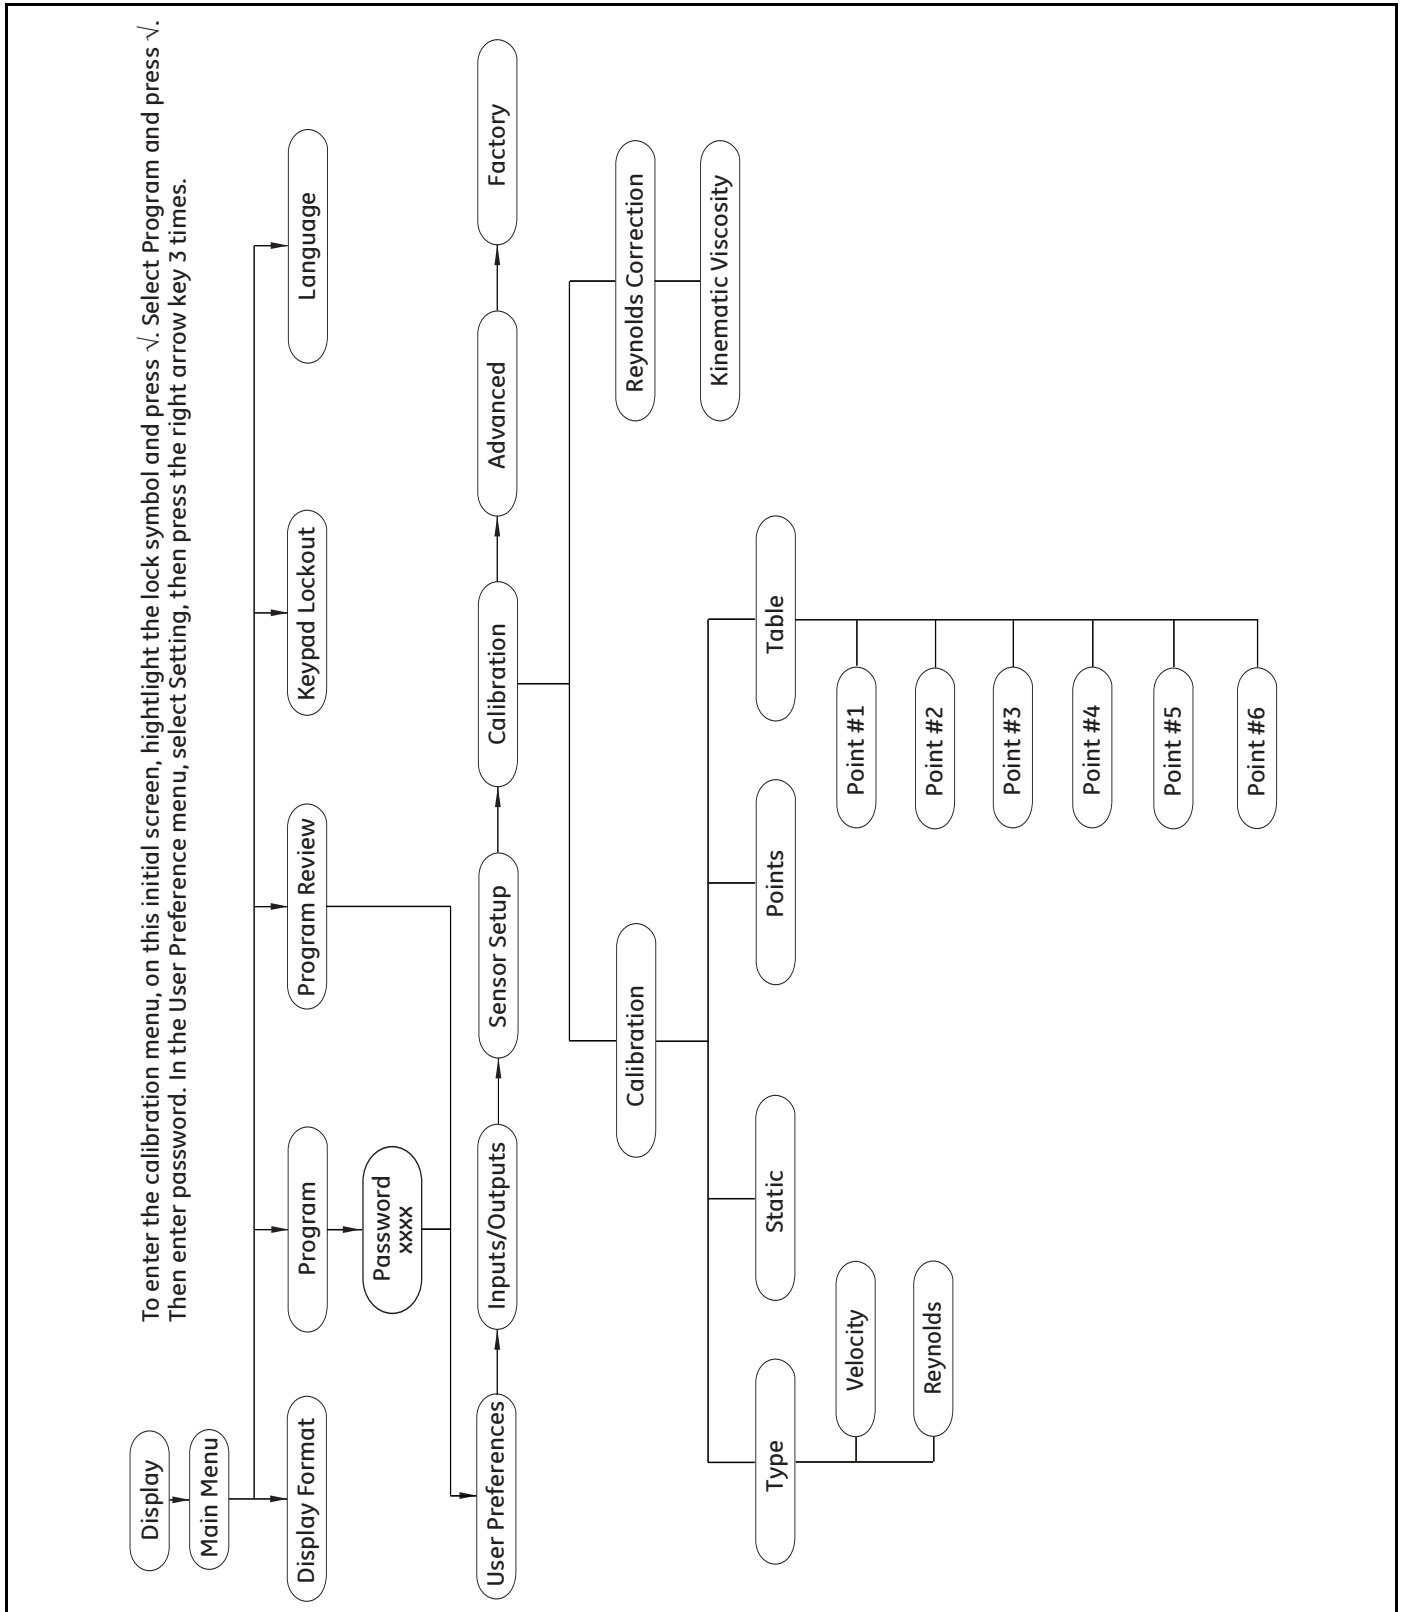 To enter the calibration menu, on this initial screen, hightlight the lock symbol and press √. Select Program and press √.
Then enter password. In the User Preference menu, select Setting, then press the right arrow key 3 times.
Display
Main Menu
Display Format
Program
Program Review
Keypad Lockout
Language
Password
xxxx
User Preferences
Inputs/Outputs
Sensor Setup
Calibration
Advanced
Factory
Calibration
Reynolds Correction
Kinematic Viscosity
Type
Static
Points
Table
Velocity
Reynolds
Point #1
Point #2
Point #3
Point #4
Point #5
Point #6